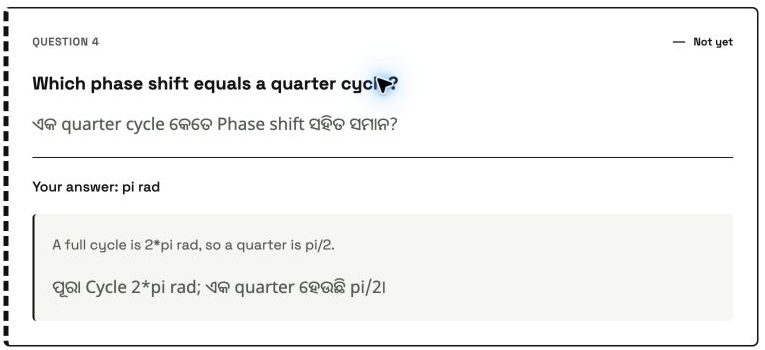 QUESTION 4
— Not yet
Which phase shift equals a quarter cycle?
ଏକ quarter cycle କେତେ Phase shift ସହିତ ସମାନ?
Your answer: pi rad
A full cycle is 2*pi rad, so a quarter is pi/2.
ପୂରା Cycle 2*pi rad; ଏକ quarter ହେଉଛି pi/2।